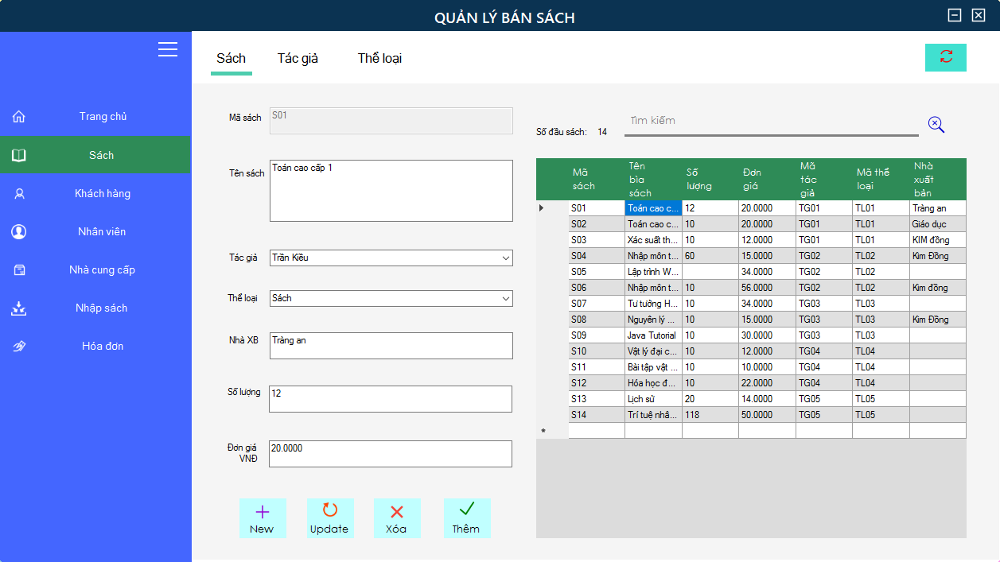 QUẢN LÝ BÁN SÁCH
Sách Tác giả Thể loại
Trang chủ
Sách
Khách hàng
Nhân viên
Nhà cung cấp
Nhập sách
Hóa đơn
Mã sách S01
Tên sách Toán cao cấp 1
Tác giả Trần Kiều
Thể loại Sách
Nhà XB Tràng an
Số lượng 12
Đơn giá VNĐ 20.0000
New Update Xóa Thêm
Số đầu sách: 14 Tìm kiếm
Mã sách Tên bìa sách Số lượng Đơn giá Mã tác giả Mã thể loại Nhà xuất bản
S01 Toán cao c... 12 20.0000 TG01 TL01 Tràng an
S02 Toán cao c... 10 20.0000 TG01 TL01 Giáo dục
S03 Xác suất th... 10 12.0000 TG01 TL01 KIM đồng
S04 Nhập môn t... 60 15.0000 TG02 TL02 Kim Đồng
S05 Lập trình W... 34.0000 TG02 TL02
S06 Nhập môn t... 10 56.0000 TG02 TL02 Kim đồng
S07 Tư tưởng H... 10 34.0000 TG03 TL03
S08 Nguyên lý ... 10 15.0000 TG03 TL03 Kim Đồng
S09 Java Tutorial 10 30.0000 TG03 TL03
S10 Vật lý đại c... 10 12.0000 TG04 TL04
S11 Bài tập vật ... 10 10.0000 TG04 TL04
S12 Hóa học đ... 10 22.0000 TG04 TL04
S13 Lịch sử 20 14.0000 TG05 TL05
S14 Trí tuệ nhâ... 118 50.0000 TG05 TL05